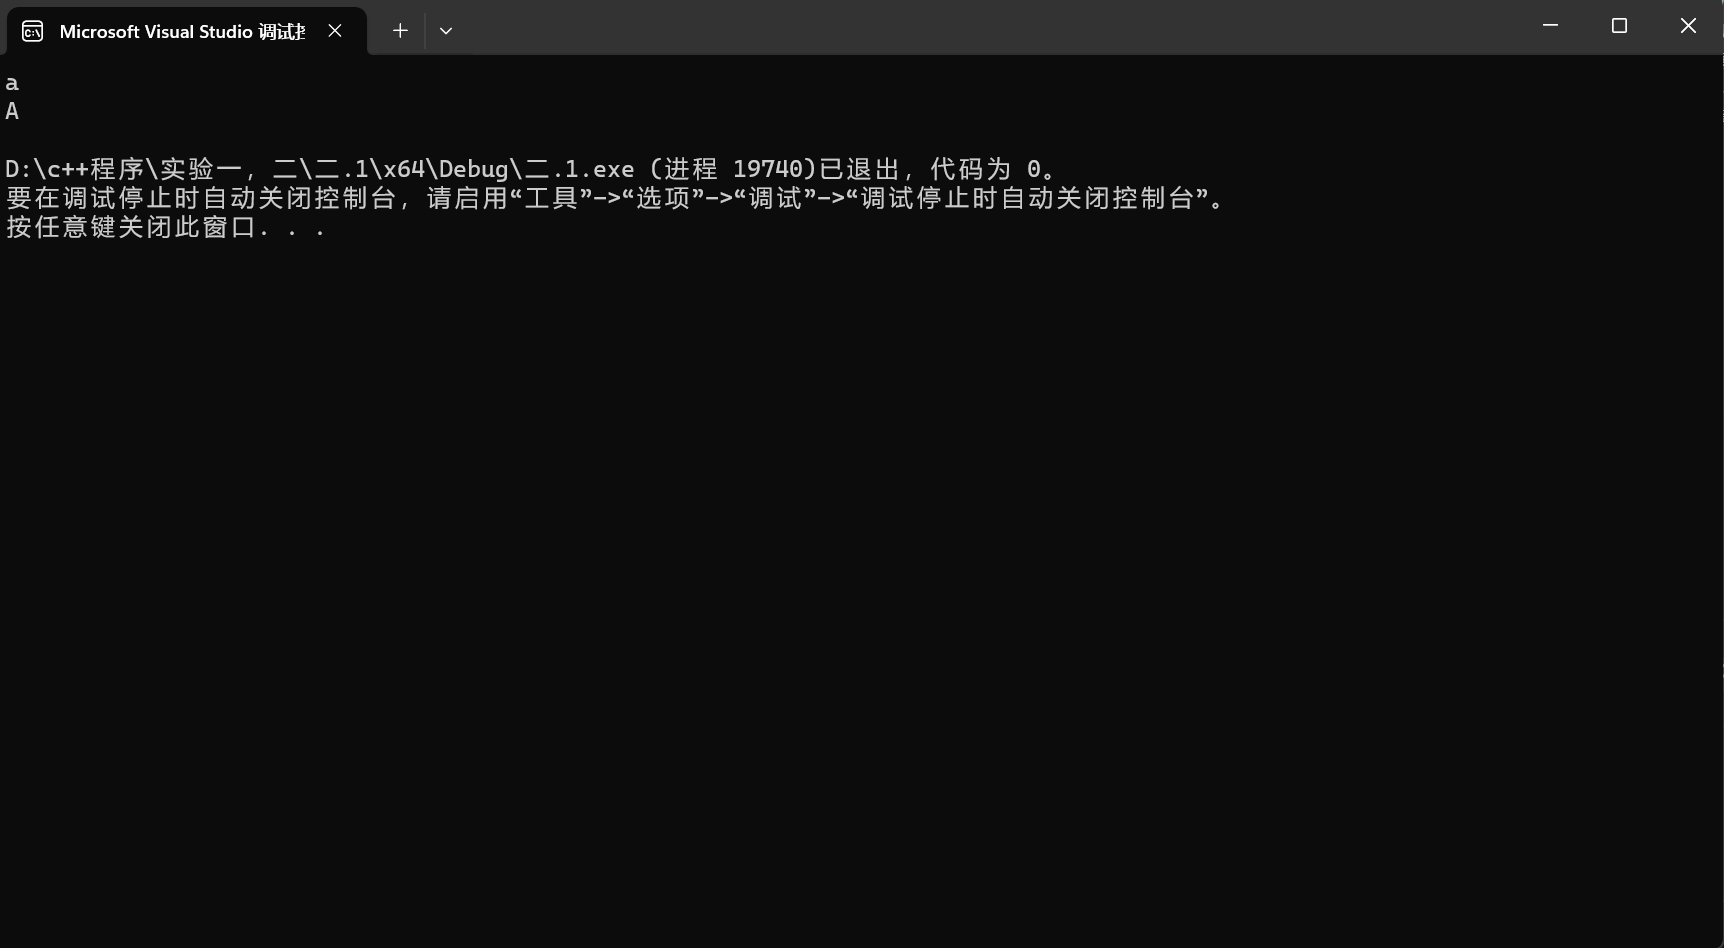 Microsoft Visual Studio 调试
a
A
D:\c++程序\实验一，二\二.1\x64\Debug\二.1.exe (进程 19740)已退出，代码为 0。
要在调试停止时自动关闭控制台，请启用“工具”->“选项”->“调试”->“调试停止时自动关闭控制台”。
按任意键关闭此窗口. . .